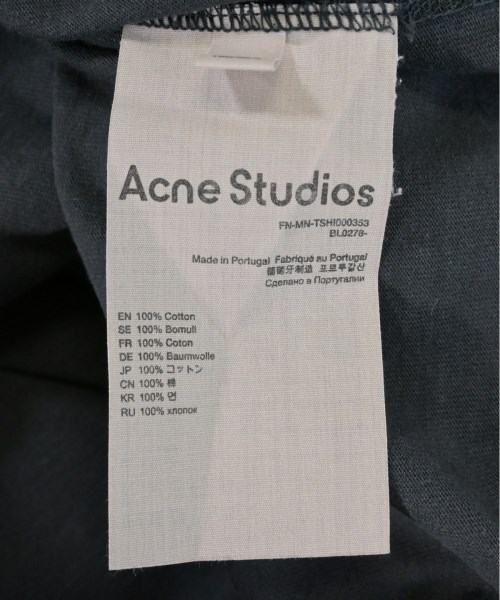 Acne Studios
FN-MN-TSHI000353
BL0278-
Made in Portugal Fabriqué au Portugal
葡萄牙制造 포르투갈산
Сделано в Португалии
EN 100% Cotton
SE 100% Bomull
FR 100% Coton
DE 100% Baumwolle
JP 100% コットン
CN 100% 棉
KR 100% 면
RU 100% хлопок